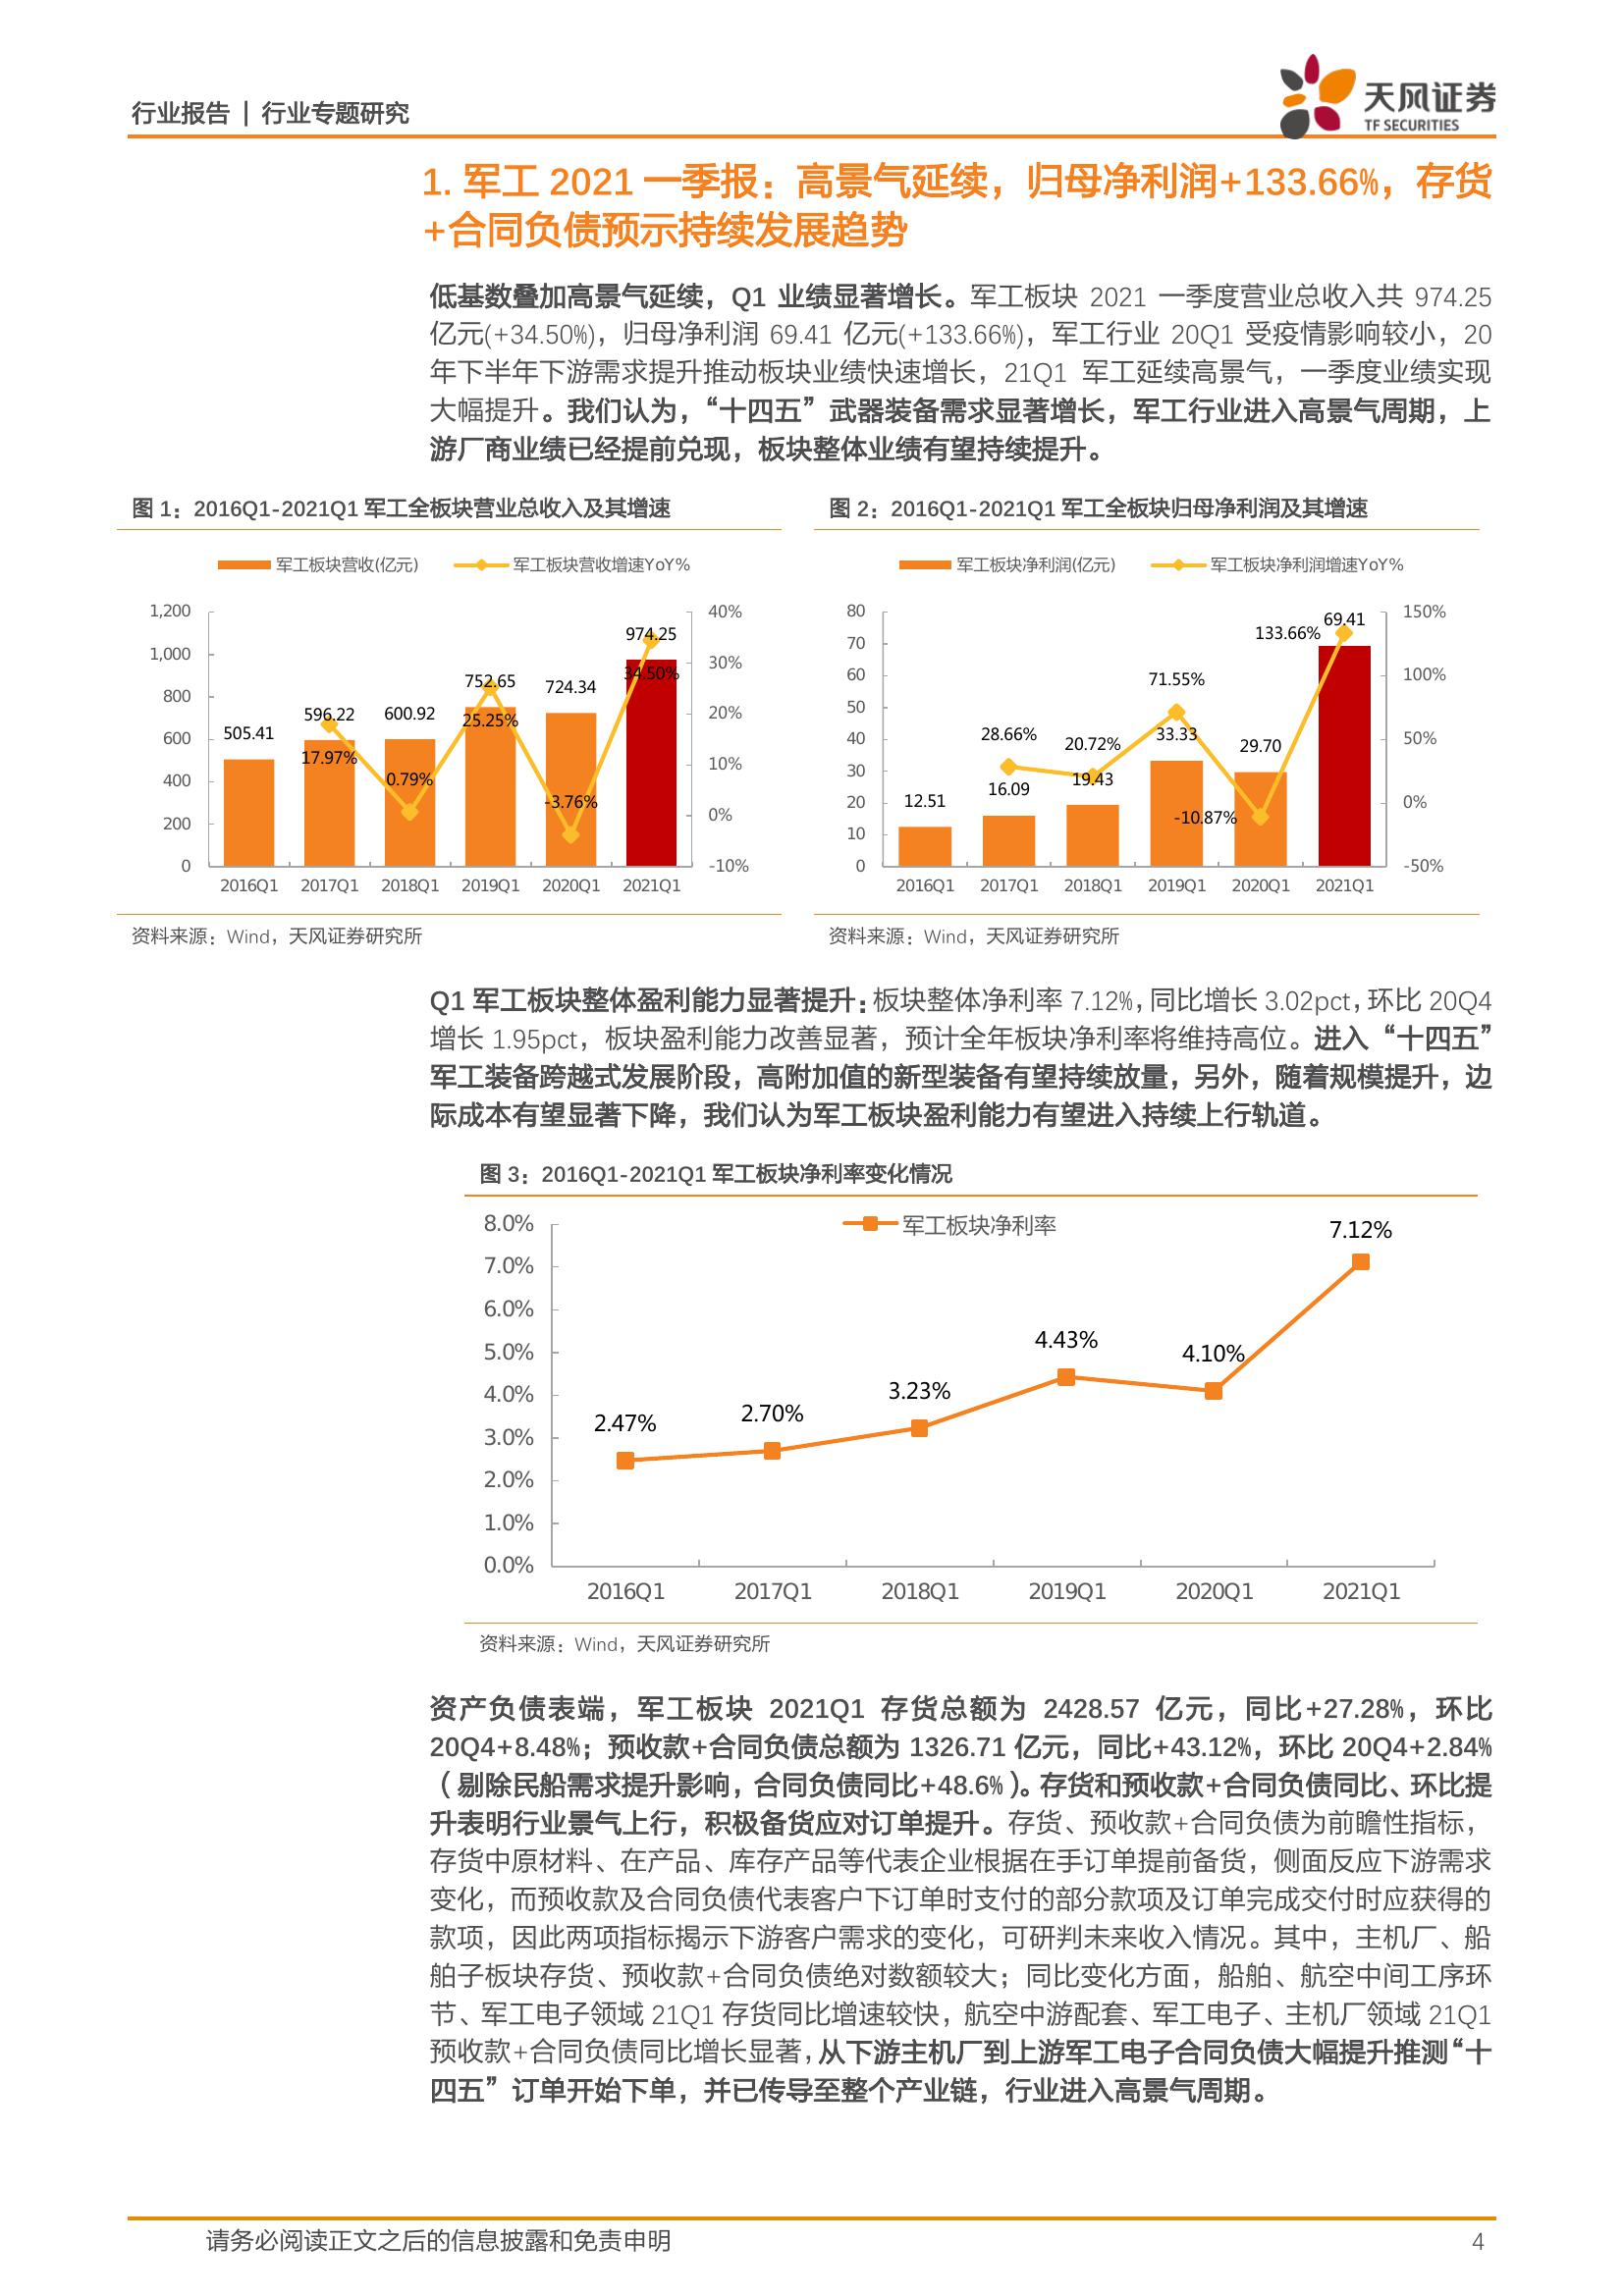 行业报告 | 行业专题研究
天风证券
TF SECURITIES
1. 军工 2021 一季报：高景气延续，归母净利润+133.66%，存货
+合同负债预示持续发展趋势
低基数叠加高景气延续，Q1 业绩显著增长。军工板块 2021 一季度营业总收入共 974.25
亿元(+34.50%)，归母净利润 69.41 亿元(+133.66%)，军工行业 20Q1 受疫情影响较小，20
年下半年下游需求提升推动板块业绩快速增长，21Q1 军工延续高景气，一季度业绩实现
大幅提升。我们认为，“十四五”武器装备需求显著增长，军工行业进入高景气周期，上
游厂商业绩已经提前兑现，板块整体业绩有望持续提升。
图 1：2016Q1-2021Q1 军工全板块营业总收入及其增速
军工板块营收(亿元) 军工板块营收增速YoY%
1,200
1,000
800
600
400
200
0
40%
30%
20%
10%
0%
-10%
505.41
596.22
600.92
752.65
724.34
974.25
17.97%
0.79%
25.25%
-3.76%
34.50%
2016Q1 2017Q1 2018Q1 2019Q1 2020Q1 2021Q1
资料来源：Wind，天风证券研究所
图 2：2016Q1-2021Q1 军工全板块归母净利润及其增速
军工板块净利润(亿元) 军工板块净利润增速YoY%
80
70
60
50
40
30
20
10
0
150%
100%
50%
0%
-50%
12.51
16.09
19.43
33.33
29.70
69.41
28.66%
20.72%
71.55%
-10.87%
133.66%
2016Q1 2017Q1 2018Q1 2019Q1 2020Q1 2021Q1
资料来源：Wind，天风证券研究所
Q1 军工板块整体盈利能力显著提升：板块整体净利率 7.12%，同比增长 3.02pct，环比 20Q4
增长 1.95pct，板块盈利能力改善显著，预计全年板块净利率将维持高位。进入“十四五”
军工装备跨越式发展阶段，高附加值的新型装备有望持续放量，另外，随着规模提升，边
际成本有望显著下降，我们认为军工板块盈利能力有望进入持续上行轨道。
图 3：2016Q1-2021Q1 军工板块净利率变化情况
军工板块净利率
8.0%
7.0%
6.0%
5.0%
4.0%
3.0%
2.0%
1.0%
0.0%
2.47%
2.70%
3.23%
4.43%
4.10%
7.12%
2016Q1 2017Q1 2018Q1 2019Q1 2020Q1 2021Q1
资料来源：Wind，天风证券研究所
资产负债表端，军工板块 2021Q1 存货总额为 2428.57 亿元，同比+27.28%，环比
20Q4+8.48%；预收款+合同负债总额为 1326.71 亿元，同比+43.12%，环比 20Q4+2.84%
（剔除民船需求提升影响，合同负债同比+48.6%）。存货和预收款+合同负债同比、环比提
升表明行业景气上行，积极备货应对订单提升。存货、预收款+合同负债为前瞻性指标，
存货中原材料、在产品、库存产品等代表企业根据在手订单提前备货，侧面反应下游需求
变化，而预收款及合同负债代表客户下订单时支付的部分款项及订单完成交付时应获得的
款项，因此两项指标揭示下游客户需求的变化，可研判未来收入情况。其中，主机厂、船
舶子板块存货、预收款+合同负债绝对数额较大；同比变化方面，船舶、航空中间工序环
节、军工电子领域 21Q1 存货同比增速较快，航空中游配套、军工电子、主机厂领域 21Q1
预收款+合同负债同比增长显著，从下游主机厂到上游军工电子合同负债大幅提升推测“十
四五”订单开始下单，并已传导至整个产业链，行业进入高景气周期。
请务必阅读正文之后的信息披露和免责申明
4